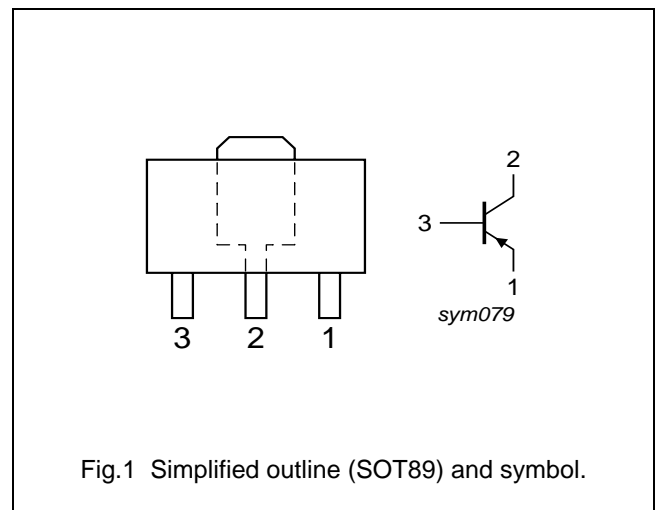 2
3
1
sym079
3 2 1
Fig.1 Simplified outline (SOT89) and symbol.